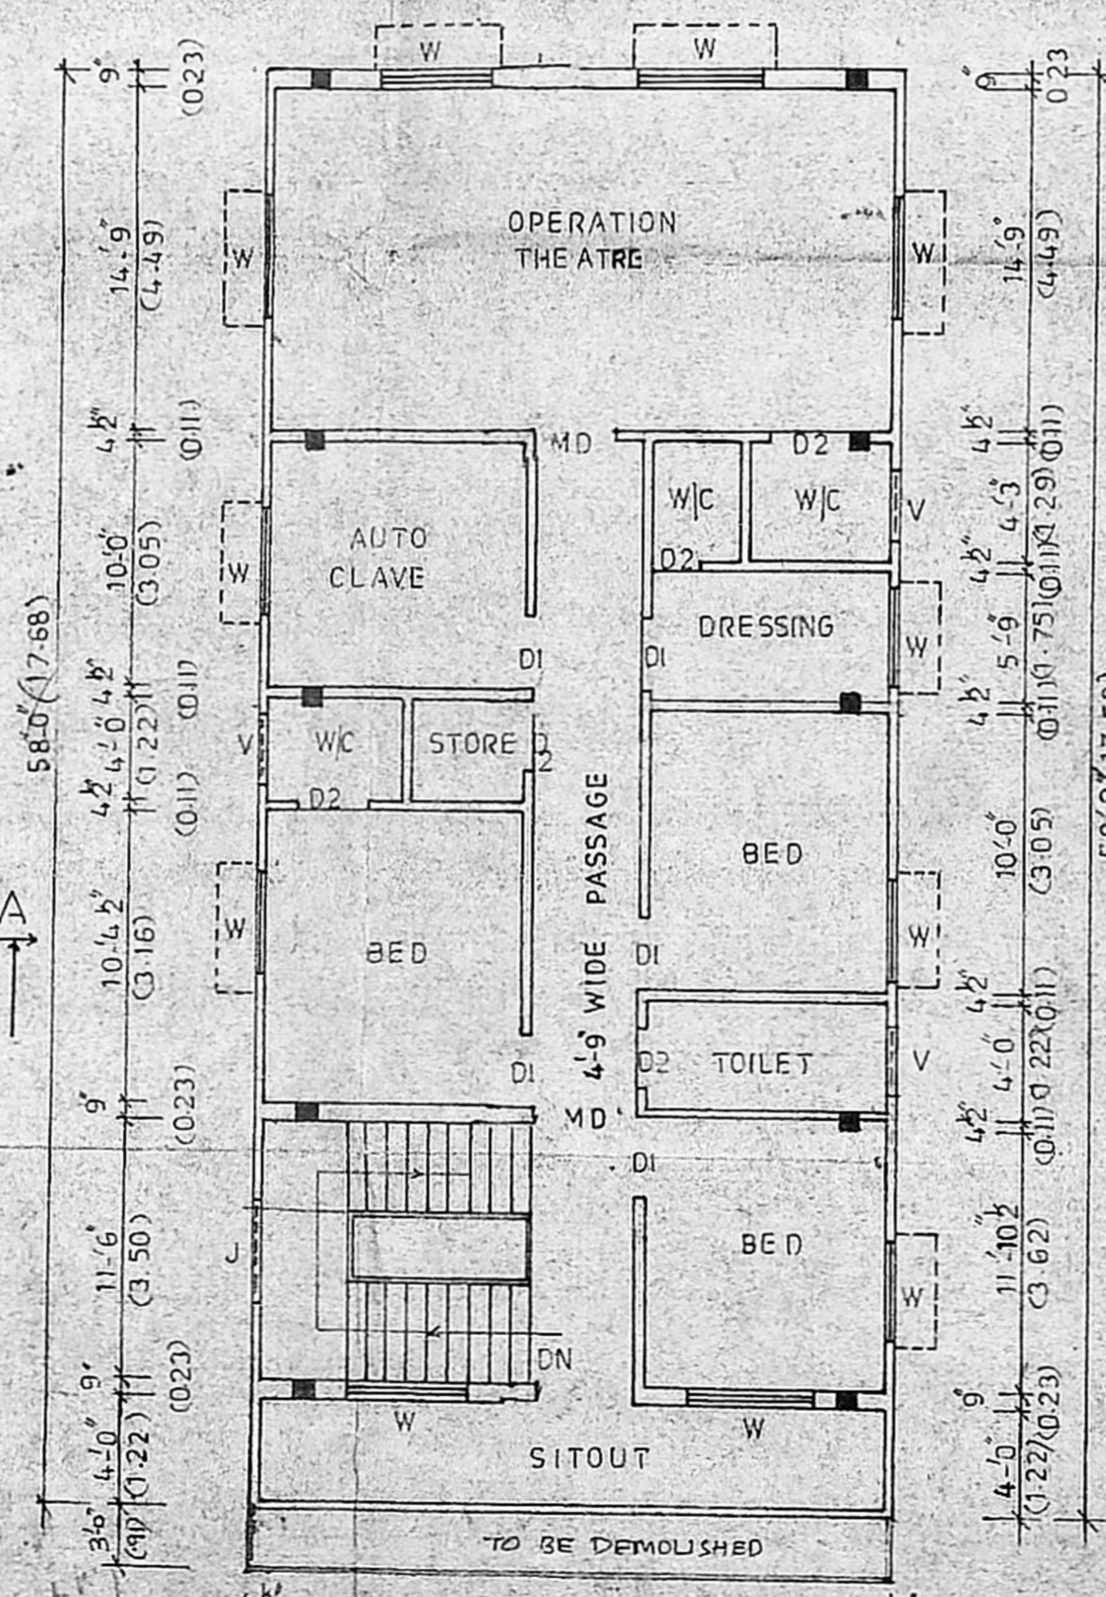 W
W
9"
(0.23)
9"
0.23
OPERATION
THEATRE
W
W
14'-9"
(4.49)
14'-9"
(4.49)
4½"
(0.11)
MD
D2
4½"
(0.11)
W/C
W/C
V
4'-3"
(1.29)
AUTO
CLAVE
W
10'-0"
(3.05)
D2
4½"
(0.11)
DRESSING
W
5'-9"
(1.75)
D1
D1
4½"
(0.11)
4½"
(0.11)
58'-0" (17.68)
V
W/C
STORE
D2
4'-0"
(1.22)
D2
4½"
(0.11)
BED
10'-0"
(3.05)
4'-9" WIDE PASSAGE
A
W
BED
10'-4½"
(3.16)
D1
W
4½"
(0.11)
D1
D2
TOILET
V
4'-0"
(1.22)
9"
(0.23)
MD
4½"
(0.11)
D1
BED
W
11'-10½"
(3.62)
J
11'-6"
(3.50)
DN
9"
(0.23)
9"
(0.23)
W
W
SITOUT
4'-0"
(1.22)
4'-0"
(1.22)
3'-0"
(.91)
TO BE DEMOLISHED